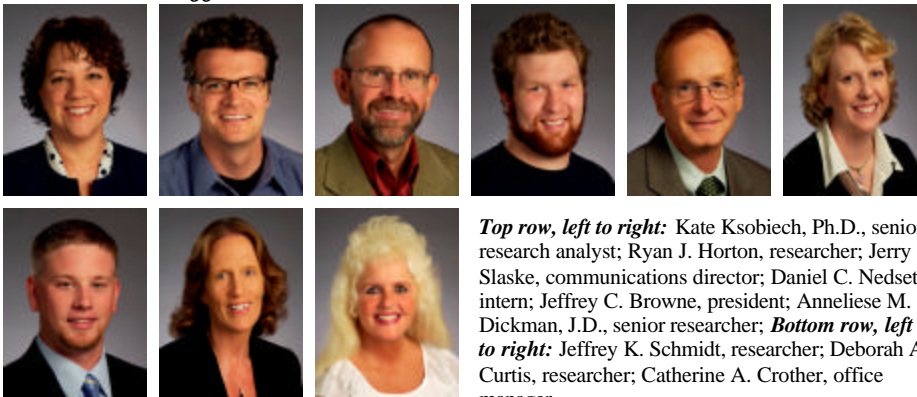 Top row, left to right: Kate Ksobiech, Ph.D., senior
research analyst; Ryan J. Horton, researcher; Jerry
Slaske, communications director; Daniel C. Nedset
intern; Jeffrey C. Browne, president; Anneliese M.
Dickman, J.D., senior researcher; Bottom row, left
to right: Jeffrey K. Schmidt, researcher; Deborah A
Curtis, researcher; Catherine A. Crother, office
manager